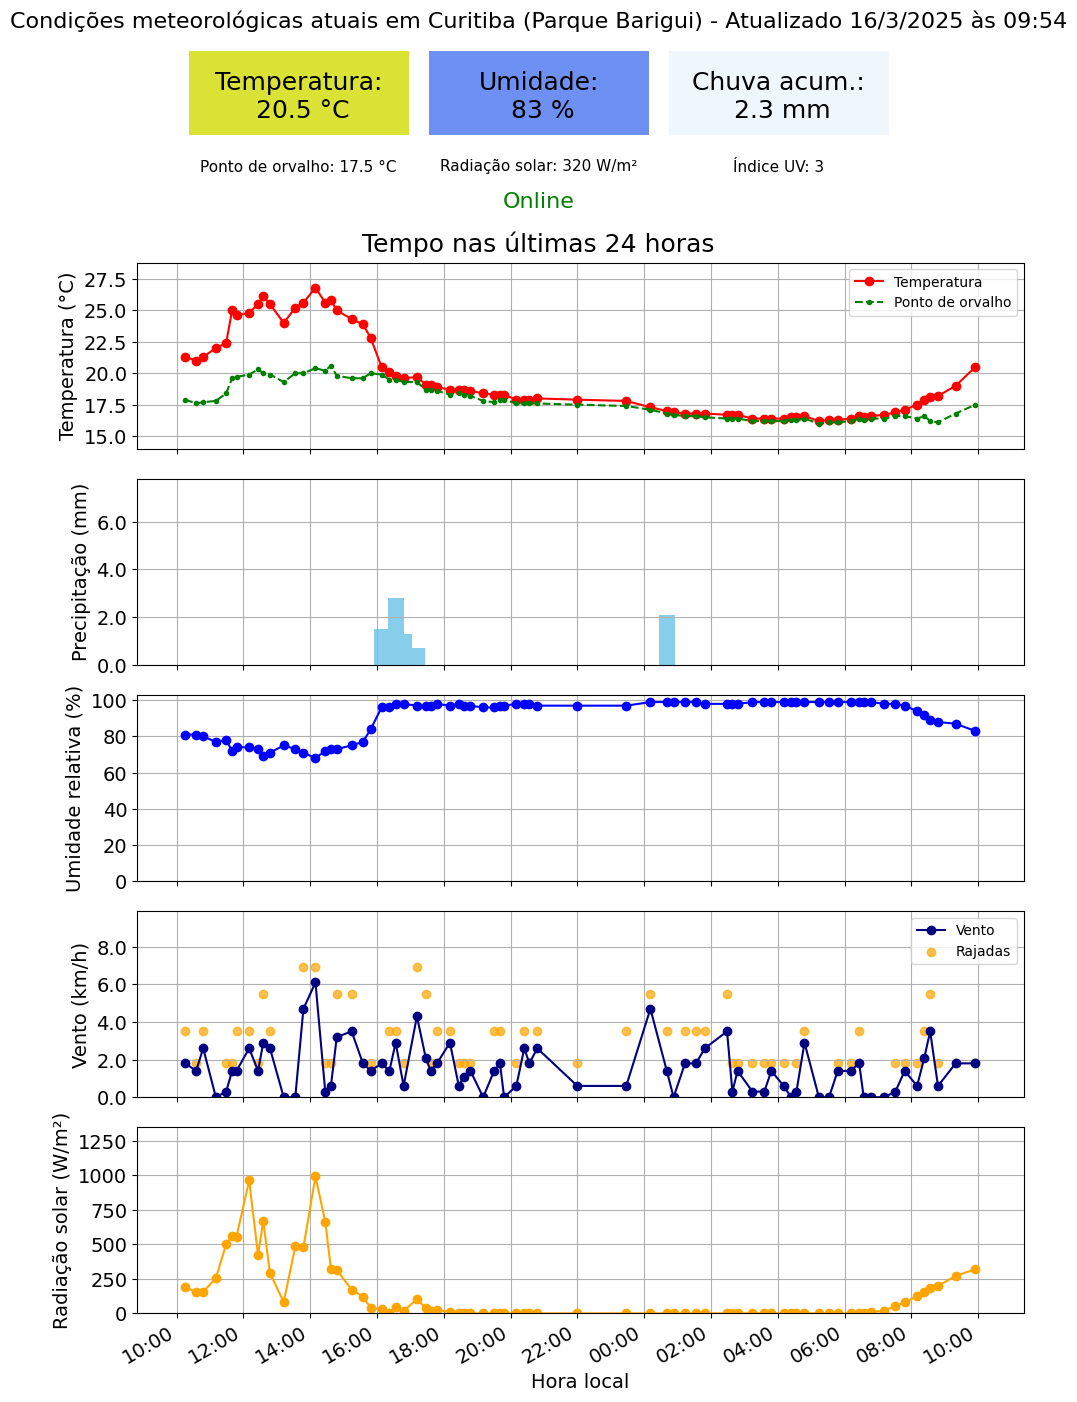 Condições meteorológicas atuais em Curitiba (Parque Barigui) - Atualizado 16/3/2025 às 09:54
Temperatura:
20.5 °C
Umidade:
83 %
Chuva acum.:
2.3 mm
Ponto de orvalho: 17.5 °C
Radiação solar: 320 W/m²
Índice UV: 3
Online
Tempo nas últimas 24 horas
Temperatura (°C)
27.5
25.0
22.5
20.0
17.5
15.0
Temperatura
Ponto de orvalho
Precipitação (mm)
6.0
4.0
2.0
0.0
Umidade relativa (%)
100
80
60
40
20
0
Vento (km/h)
8.0
6.0
4.0
2.0
0.0
Vento
Rajadas
Radiação solar (W/m²)
1250
1000
750
500
250
0
10:00
12:00
14:00
16:00
18:00
20:00
22:00
00:00
02:00
04:00
06:00
08:00
10:00
Hora local